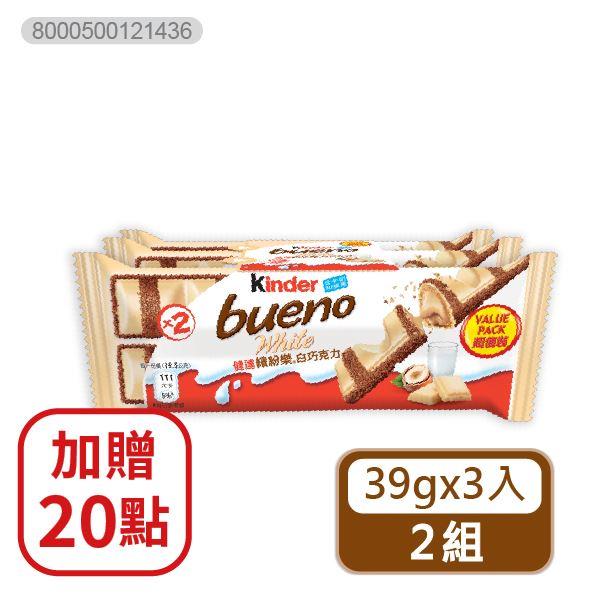 8000500121436
Kinder
bueno
White
健達繽紛樂®白巧克力
×2
VALUE
PACK
超值裝
加贈
20點
39gx3入
2組